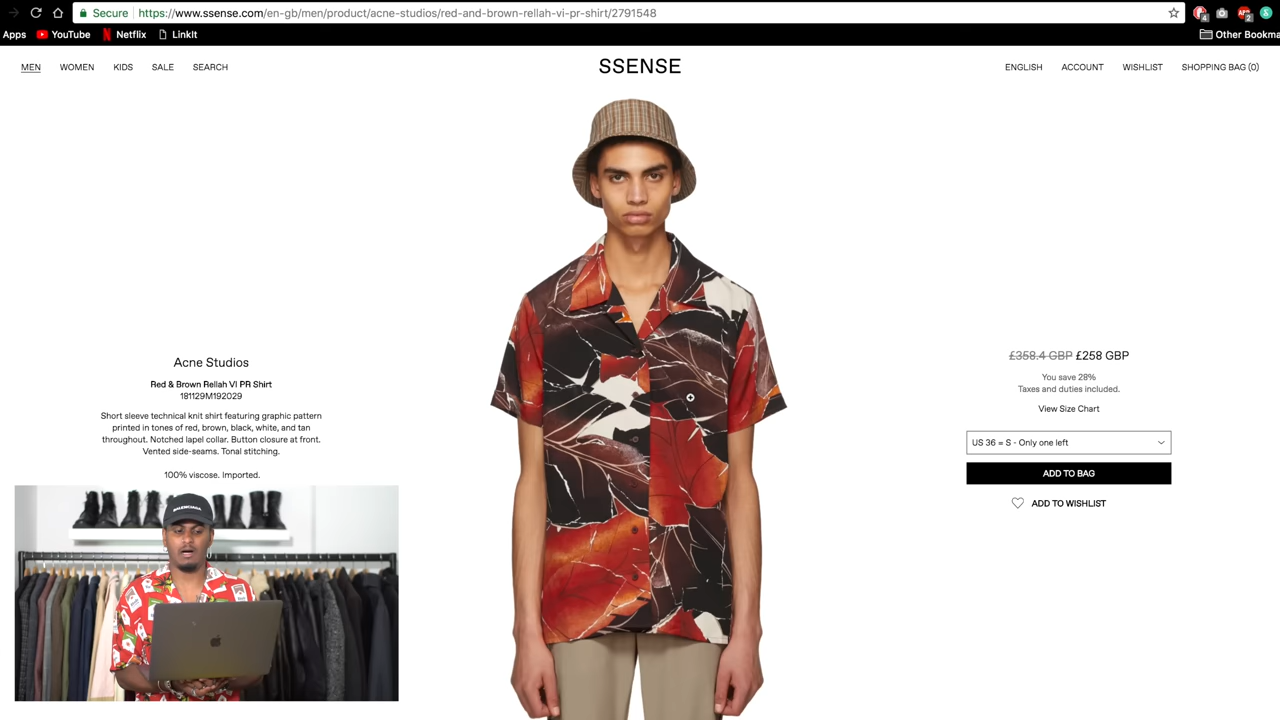 Secure https://www.ssense.com/en-gb/men/product/acne-studios/red-and-brown-rellah-vi-pr-shirt/2791548
4
2
Apps YouTube Netflix LinkIt
Other Bookma
MEN WOMEN KIDS SALE SEARCH
SSENSE
ENGLISH ACCOUNT WISHLIST SHOPPING BAG (0)
Acne Studios
Red & Brown Rellah VI PR Shirt
181129M192029
Short sleeve technical knit shirt featuring graphic pattern
printed in tones of red, brown, black, white, and tan
throughout. Notched lapel collar. Button closure at front.
Vented side-seams. Tonal stitching.
100% viscose. Imported.
£358.4 GBP £258 GBP
You save 28%
Taxes and duties included.
View Size Chart
US 36 = S - Only one left
ADD TO BAG
ADD TO WISHLIST
BALENCIAGA